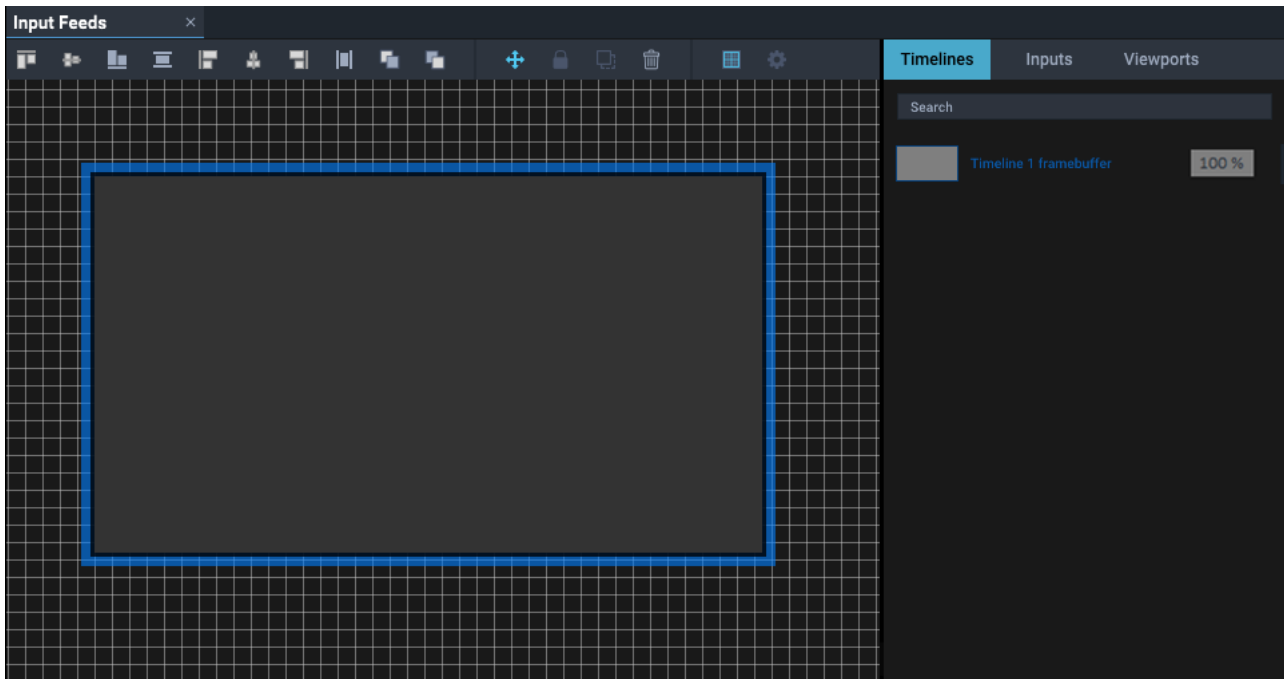 Input Feeds
Timelines Inputs Viewports
Search
Timeline 1 framebuffer 100 %